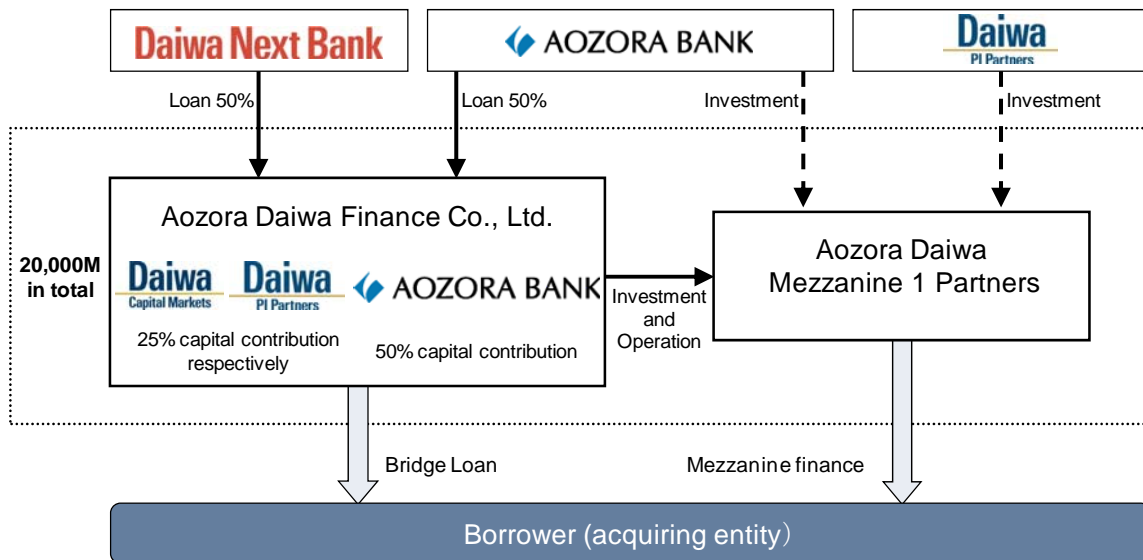 Daiwa Next Bank
AOZORA BANK
Daiwa
PI Partners
Loan 50%
Loan 50%
Investment
Investment
20,000M
in total
Aozora Daiwa Finance Co., Ltd.
Daiwa
Capital Markets
Daiwa
PI Partners
AOZORA BANK
25% capital contribution
respectively
50% capital contribution
Investment
and
Operation
Aozora Daiwa
Mezzanine 1 Partners
Bridge Loan
Mezzanine finance
Borrower (acquiring entity）